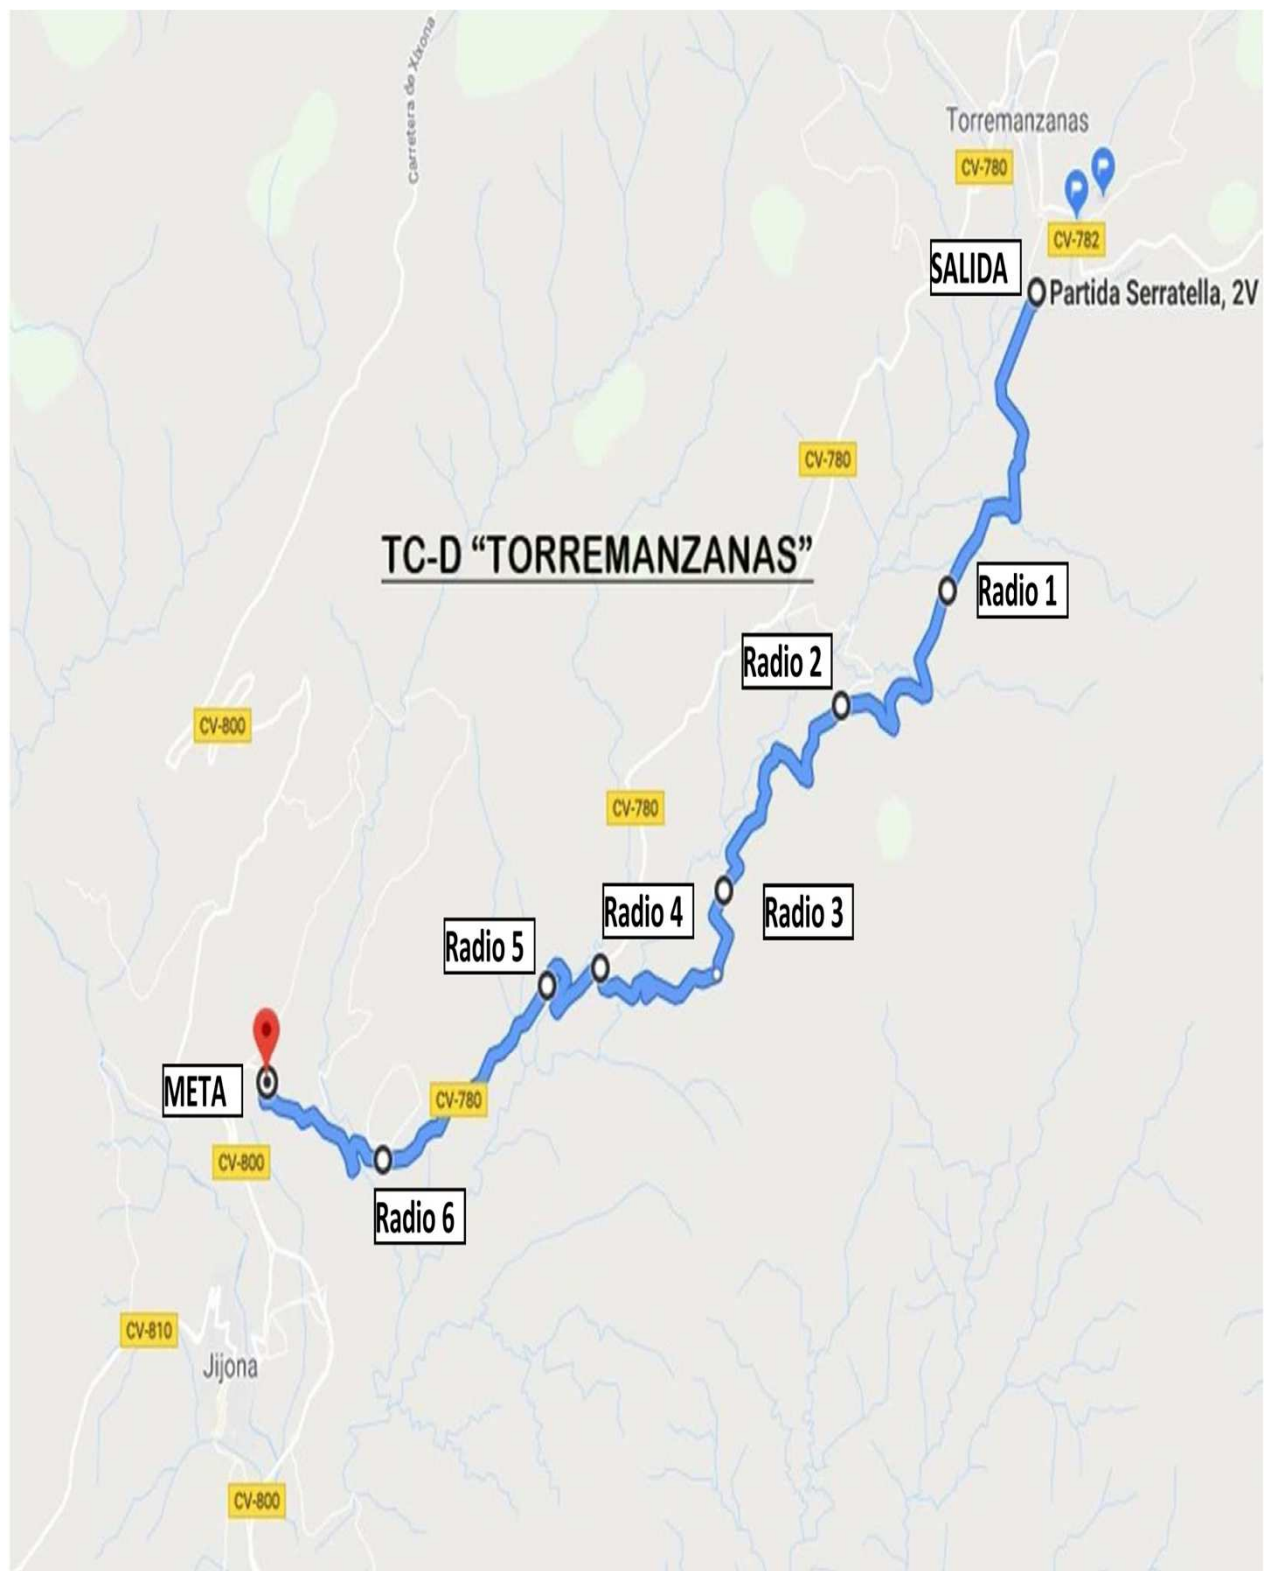 Carretera de Xixona
Torremanzanas
CV-780
P
P
CV-782
SALIDA
Partida Serratella, 2V
CV-780
TC-D “TORREMANZANAS”
Radio 1
Radio 2
CV-800
CV-780
Radio 4
Radio 3
Radio 5
META
CV-780
CV-800
Radio 6
CV-810
Jijona
CV-800